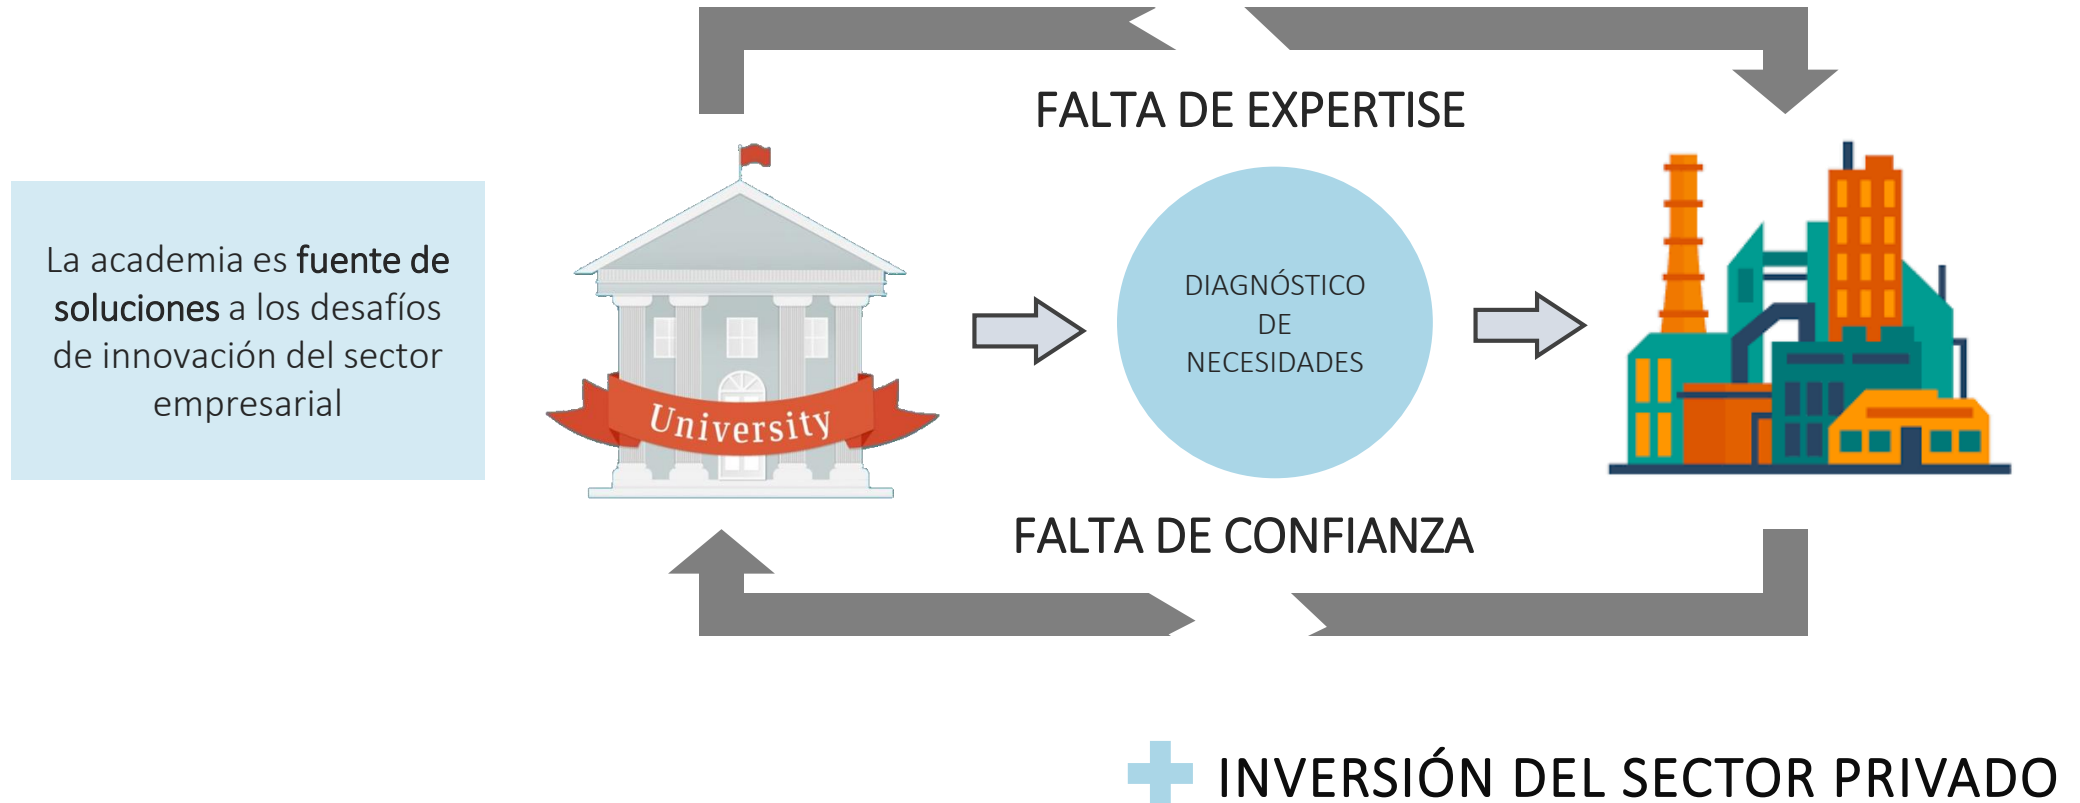 FALTA DE EXPERTISE
La academia es fuente de
soluciones a los desafíos
de innovación del sector
empresarial
University
DIAGNÓSTICO
DE
NECESIDADES
FALTA DE CONFIANZA
INVERSIÓN DEL SECTOR PRIVADO